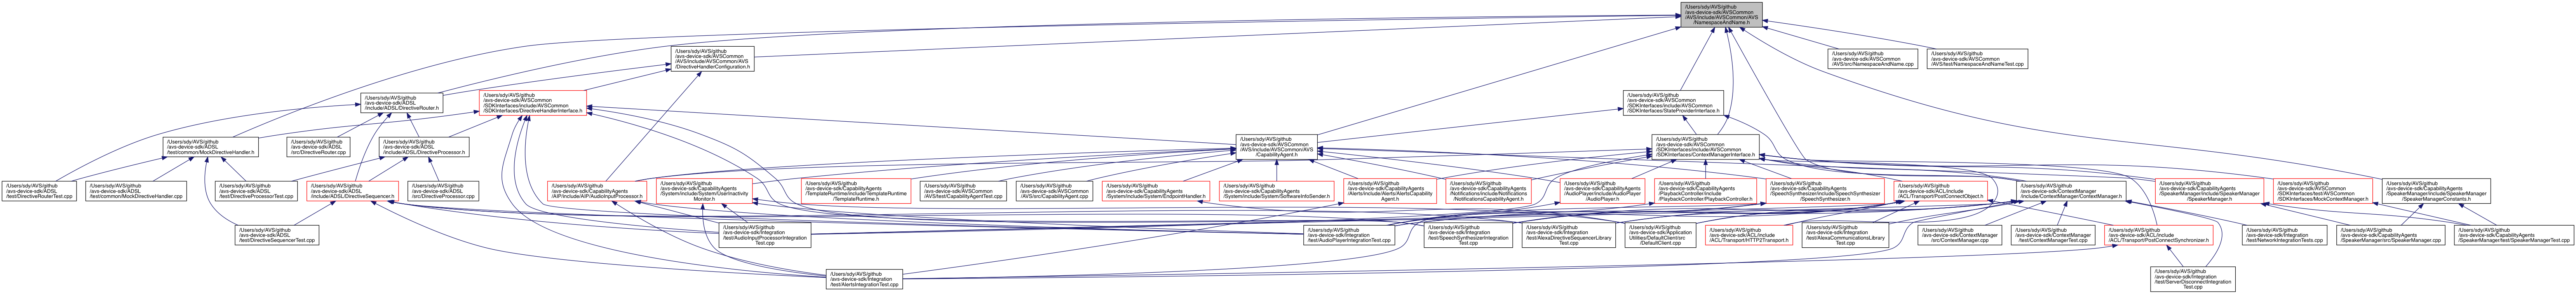 /Users/sdy/AVS/github
/avs-device-sdk/AVSCommon
/AVS/include/AVSCommon/AVS
/NamespaceAndName.h
/Users/sdy/AVS/github
/avs-device-sdk/AVSCommon
/AVS/include/AVSCommon/AVS
/DirectiveHandlerConfiguration.h
/Users/sdy/AVS/github
/avs-device-sdk/AVSCommon
/AVS/src/NamespaceAndName.cpp
/Users/sdy/AVS/github
/avs-device-sdk/AVSCommon
/AVS/test/NamespaceAndNameTest.cpp
/Users/sdy/AVS/github
/avs-device-sdk/ADSL
/include/ADSL/DirectiveRouter.h
/Users/sdy/AVS/github
/avs-device-sdk/AVSCommon
/SDKInterfaces/include/AVSCommon
/SDKInterfaces/DirectiveHandlerInterface.h
/Users/sdy/AVS/github
/avs-device-sdk/AVSCommon
/SDKInterfaces/include/AVSCommon
/SDKInterfaces/StateProviderInterface.h
/Users/sdy/AVS/github
/avs-device-sdk/ADSL
/test/common/MockDirectiveHandler.h
/Users/sdy/AVS/github
/avs-device-sdk/ADSL
/src/DirectiveRouter.cpp
/Users/sdy/AVS/github
/avs-device-sdk/ADSL
/include/ADSL/DirectiveProcessor.h
/Users/sdy/AVS/github
/avs-device-sdk/AVSCommon
/AVS/include/AVSCommon/AVS
/CapabilityAgent.h
/Users/sdy/AVS/github
/avs-device-sdk/AVSCommon
/SDKInterfaces/include/AVSCommon
/SDKInterfaces/ContextManagerInterface.h
/Users/sdy/AVS/github
/avs-device-sdk/ADSL
/test/DirectiveRouterTest.cpp
/Users/sdy/AVS/github
/avs-device-sdk/ADSL
/test/common/MockDirectiveHandler.cpp
/Users/sdy/AVS/github
/avs-device-sdk/ADSL
/test/DirectiveProcessorTest.cpp
/Users/sdy/AVS/github
/avs-device-sdk/ADSL
/include/ADSL/DirectiveSequencer.h
/Users/sdy/AVS/github
/avs-device-sdk/ADSL
/src/DirectiveProcessor.cpp
/Users/sdy/AVS/github
/avs-device-sdk/CapabilityAgents
/AIP/include/AIP/AudioInputProcessor.h
/Users/sdy/AVS/github
/avs-device-sdk/CapabilityAgents
/System/include/System/UserInactivity
Monitor.h
/Users/sdy/AVS/github
/avs-device-sdk/CapabilityAgents
/TemplateRuntime/include/TemplateRuntime
/TemplateRuntime.h
/Users/sdy/AVS/github
/avs-device-sdk/AVSCommon
/AVS/test/CapabilityAgentTest.cpp
/Users/sdy/AVS/github
/avs-device-sdk/AVSCommon
/AVS/src/CapabilityAgent.cpp
/Users/sdy/AVS/github
/avs-device-sdk/CapabilityAgents
/System/include/System/EndpointHandler.h
/Users/sdy/AVS/github
/avs-device-sdk/CapabilityAgents
/System/include/System/SoftwareInfoSender.h
/Users/sdy/AVS/github
/avs-device-sdk/CapabilityAgents
/Alerts/include/Alerts/AlertsCapability
Agent.h
/Users/sdy/AVS/github
/avs-device-sdk/CapabilityAgents
/Notifications/include/Notifications
/NotificationsCapabilityAgent.h
/Users/sdy/AVS/github
/avs-device-sdk/CapabilityAgents
/AudioPlayer/include/AudioPlayer
/AudioPlayer.h
/Users/sdy/AVS/github
/avs-device-sdk/CapabilityAgents
/PlaybackController/include
/PlaybackController/PlaybackController.h
/Users/sdy/AVS/github
/avs-device-sdk/CapabilityAgents
/SpeechSynthesizer/include/SpeechSynthesizer
/SpeechSynthesizer.h
/Users/sdy/AVS/github
/avs-device-sdk/ACL/include
/ACL/Transport/PostConnectObject.h
/Users/sdy/AVS/github
/avs-device-sdk/ContextManager
/include/ContextManager/ContextManager.h
/Users/sdy/AVS/github
/avs-device-sdk/CapabilityAgents
/SpeakerManager/include/SpeakerManager
/SpeakerManager.h
/Users/sdy/AVS/github
/avs-device-sdk/AVSCommon
/SDKInterfaces/test/AVSCommon
/SDKInterfaces/MockContextManager.h
/Users/sdy/AVS/github
/avs-device-sdk/CapabilityAgents
/SpeakerManager/include/SpeakerManager
/SpeakerManagerConstants.h
/Users/sdy/AVS/github
/avs-device-sdk/ADSL
/test/DirectiveSequencerTest.cpp
/Users/sdy/AVS/github
/avs-device-sdk/Integration
/test/AudioInputProcessorIntegration
Test.cpp
/Users/sdy/AVS/github
/avs-device-sdk/Integration
/test/AudioPlayerIntegrationTest.cpp
/Users/sdy/AVS/github
/avs-device-sdk/Integration
/test/SpeechSynthesizerIntegration
Test.cpp
/Users/sdy/AVS/github
/avs-device-sdk/Integration
/test/AlexaDirectiveSequencerLibrary
Test.cpp
/Users/sdy/AVS/github
/avs-device-sdk/Application
Utilities/DefaultClient/src
/DefaultClient.cpp
/Users/sdy/AVS/github
/avs-device-sdk/ACL/include
/ACL/Transport/HTTP2Transport.h
/Users/sdy/AVS/github
/avs-device-sdk/Integration
/test/AlexaCommunicationsLibrary
Test.cpp
/Users/sdy/AVS/github
/avs-device-sdk/ContextManager
/src/ContextManager.cpp
/Users/sdy/AVS/github
/avs-device-sdk/ContextManager
/test/ContextManagerTest.cpp
/Users/sdy/AVS/github
/avs-device-sdk/ACL/include
/ACL/Transport/PostConnectSynchronizer.h
/Users/sdy/AVS/github
/avs-device-sdk/Integration
/test/NetworkIntegrationTests.cpp
/Users/sdy/AVS/github
/avs-device-sdk/CapabilityAgents
/SpeakerManager/src/SpeakerManager.cpp
/Users/sdy/AVS/github
/avs-device-sdk/CapabilityAgents
/SpeakerManager/test/SpeakerManagerTest.cpp
/Users/sdy/AVS/github
/avs-device-sdk/Integration
/test/AlertsIntegrationTest.cpp
/Users/sdy/AVS/github
/avs-device-sdk/Integration
/test/ServerDisconnectIntegration
Test.cpp